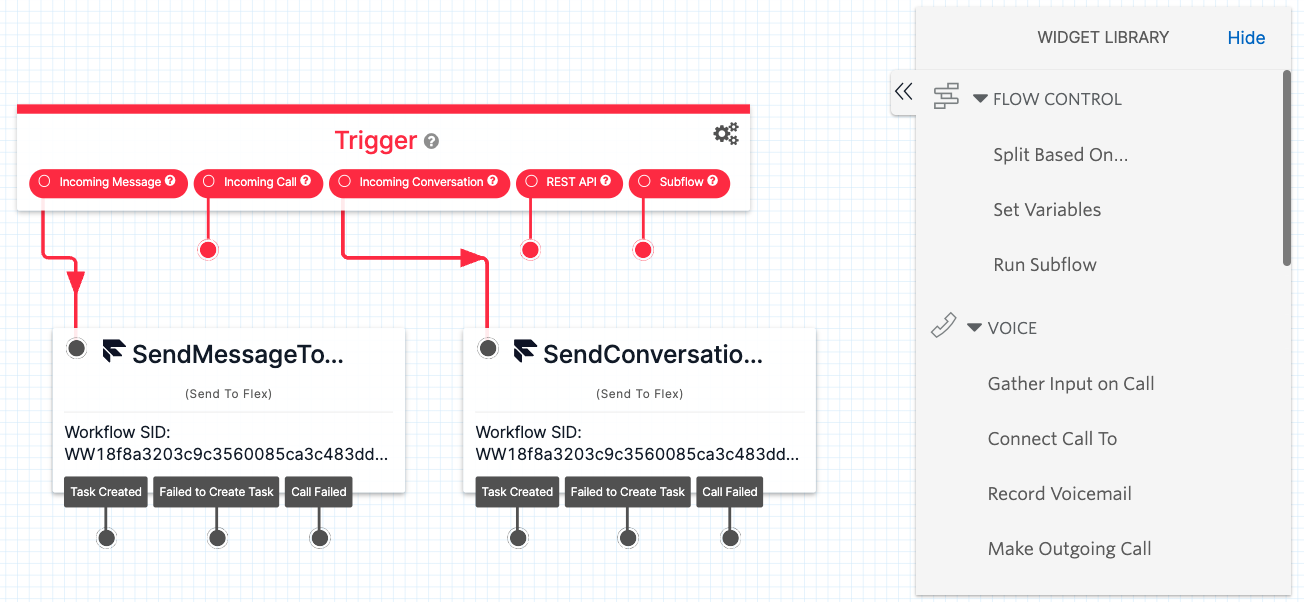 WIDGET LIBRARY
Hide
Trigger ?
Incoming Message ?
Incoming Call ?
Incoming Conversation ?
REST API ?
Subflow ?
SendMessageTo...
(Send To Flex)
Workflow SID:
WW18f8a3203c9c3560085ca3c483dd...
Task Created
Failed to Create Task
Call Failed
SendConversatio...
(Send To Flex)
Workflow SID:
WW18f8a3203c9c3560085ca3c483dd...
Task Created
Failed to Create Task
Call Failed
FLOW CONTROL
Split Based On...
Set Variables
Run Subflow
VOICE
Gather Input on Call
Connect Call To
Record Voicemail
Make Outgoing Call